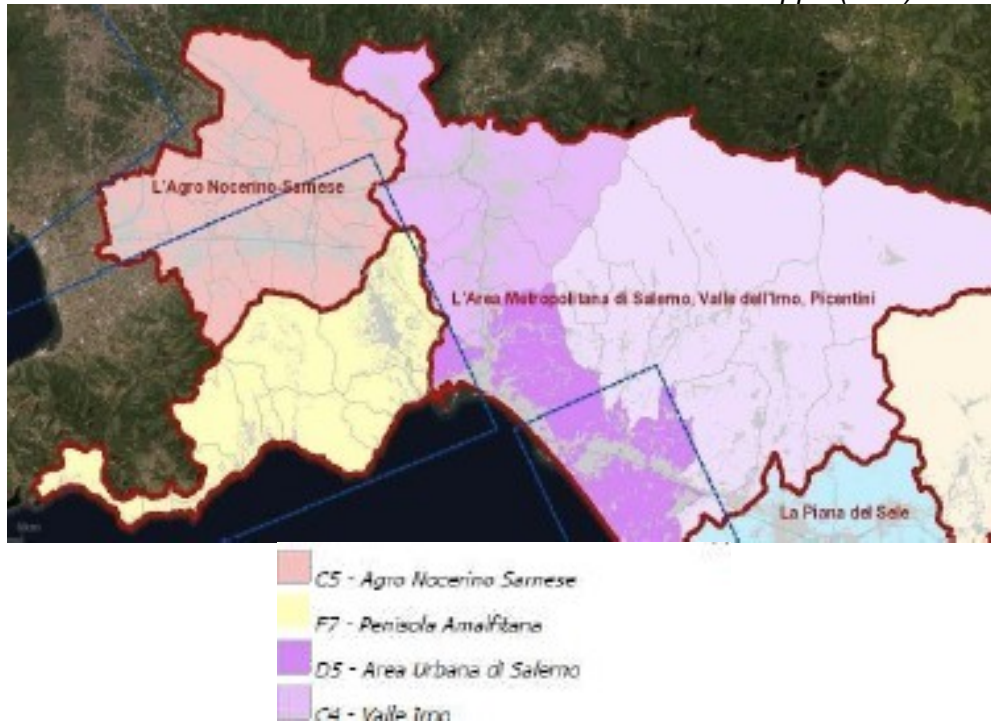 L'Agro Nocerino-Sarnese
L'Area Metropolitana di Salerno, Valle dell'Irno, Picentini
La Piana del Sele
C5 - Agro Nocerino Sarnese
F7 - Penisola Amalfitana
D5 - Area Urbana di Salerno
C4 - Valle Irno